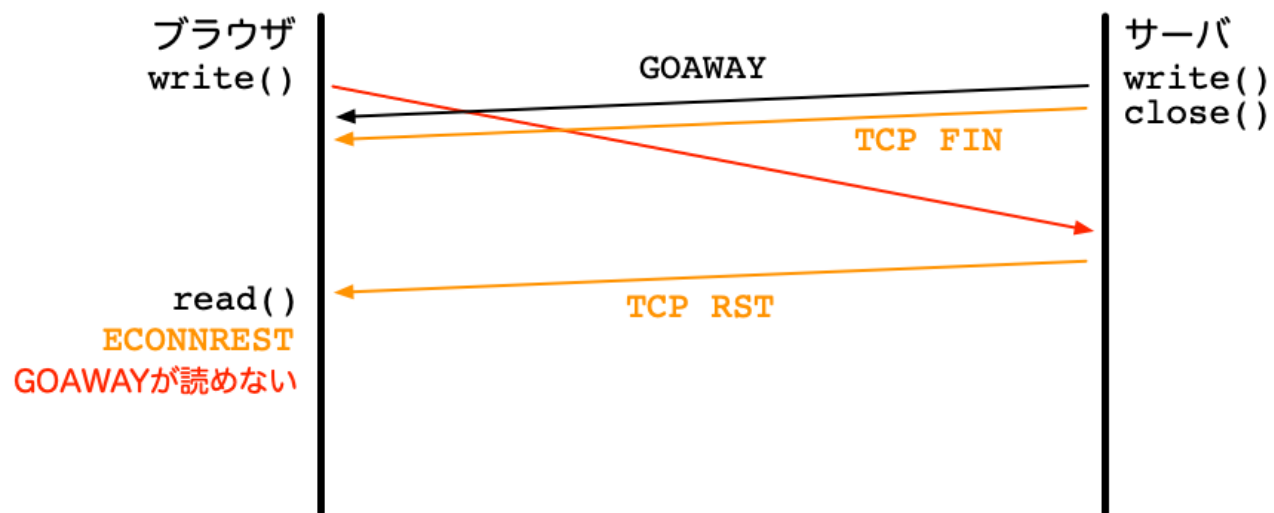 ブラウザ
write()
GOAWAY
サーバ
write()
close()
TCP FIN
read()
TCP RST
ECONNREST
GOAWAYが読めない